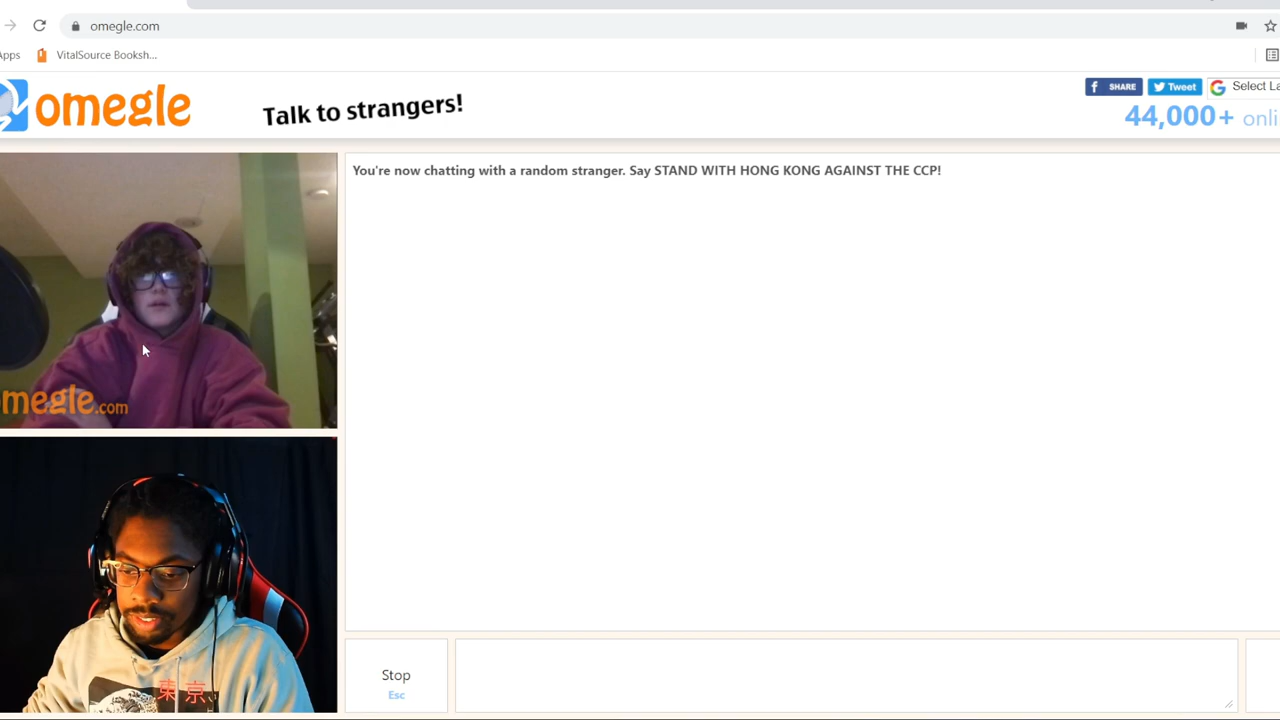 omegle.com
Apps
VitalSource Booksh...
omegle
Talk to strangers!
SHARE
Tweet
Select La
44,000+ onli
You're now chatting with a random stranger. Say STAND WITH HONG KONG AGAINST THE CCP!
omegle.com
東京
Stop
Esc